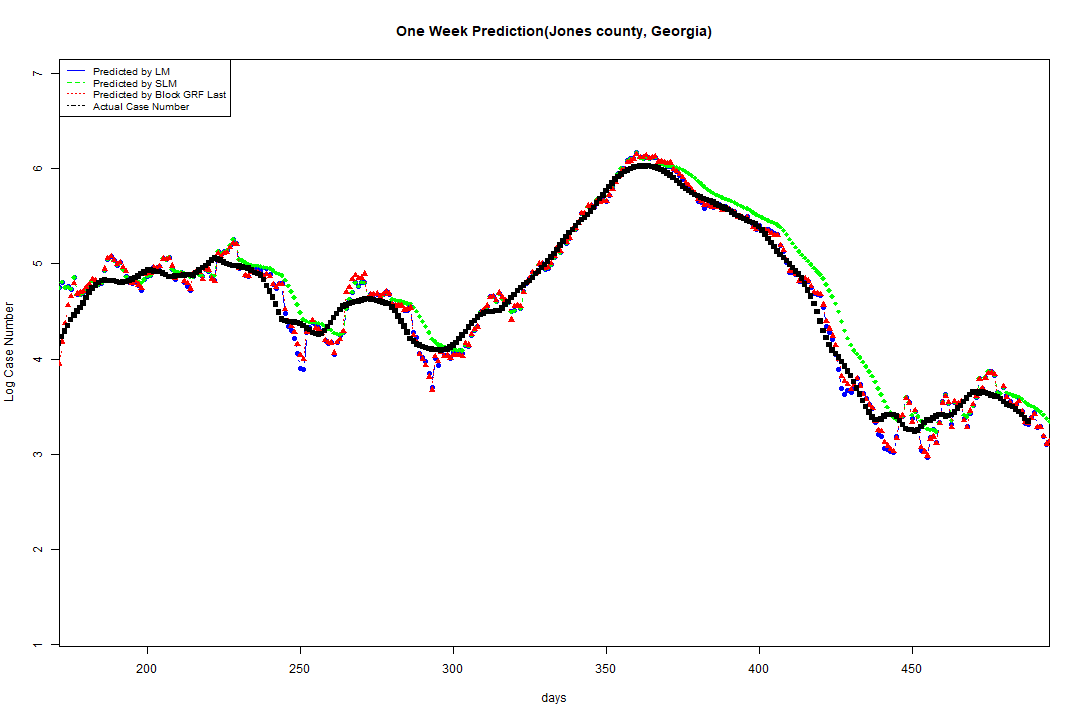 One Week Prediction(Jones county, Georgia)
Predicted by LM
Predicted by SLM
Predicted by Block GRF Last
Actual Case Number
7
6
5
4
3
2
1
Log Case Number
200 250 300 350 400 450
days